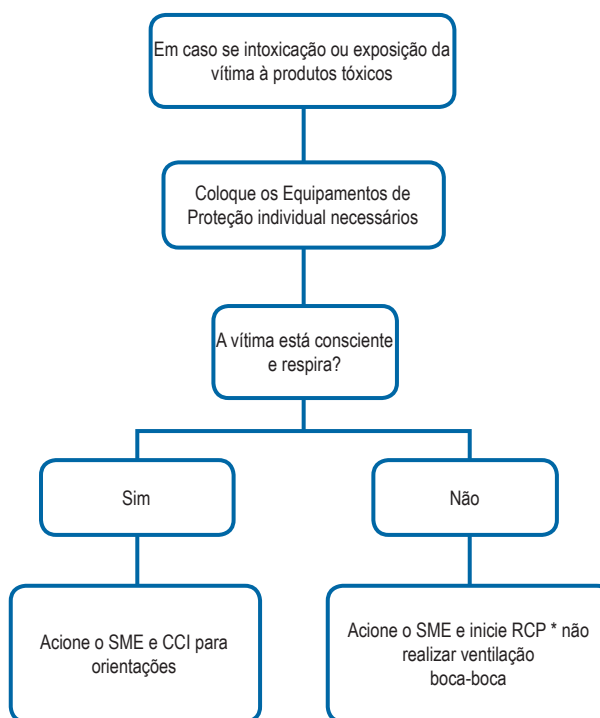 Em caso se intoxicação ou exposição da
vítima à produtos tóxicos
Coloque os Equipamentos de
Proteção individual necessários
A vítima está consciente
e respira?
Sim
Não
Acione o SME e CCI para
orientações
Acione o SME e inicie RCP * não
realizar ventilação
boca-boca